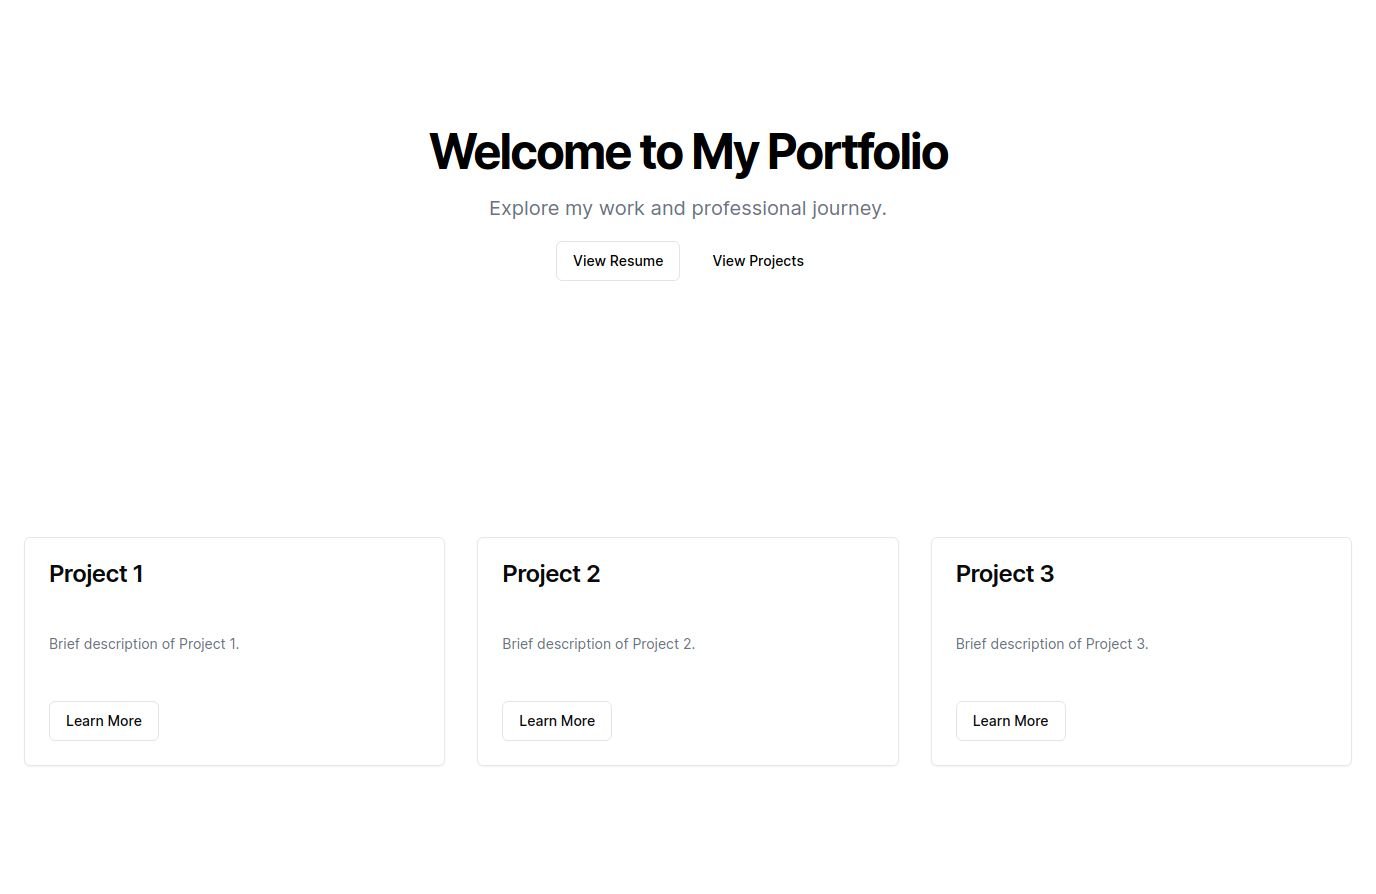 Welcome to My Portfolio
Explore my work and professional journey.
View Resume
View Projects
Project 1
Brief description of Project 1.
Learn More
Project 2
Brief description of Project 2.
Learn More
Project 3
Brief description of Project 3.
Learn More